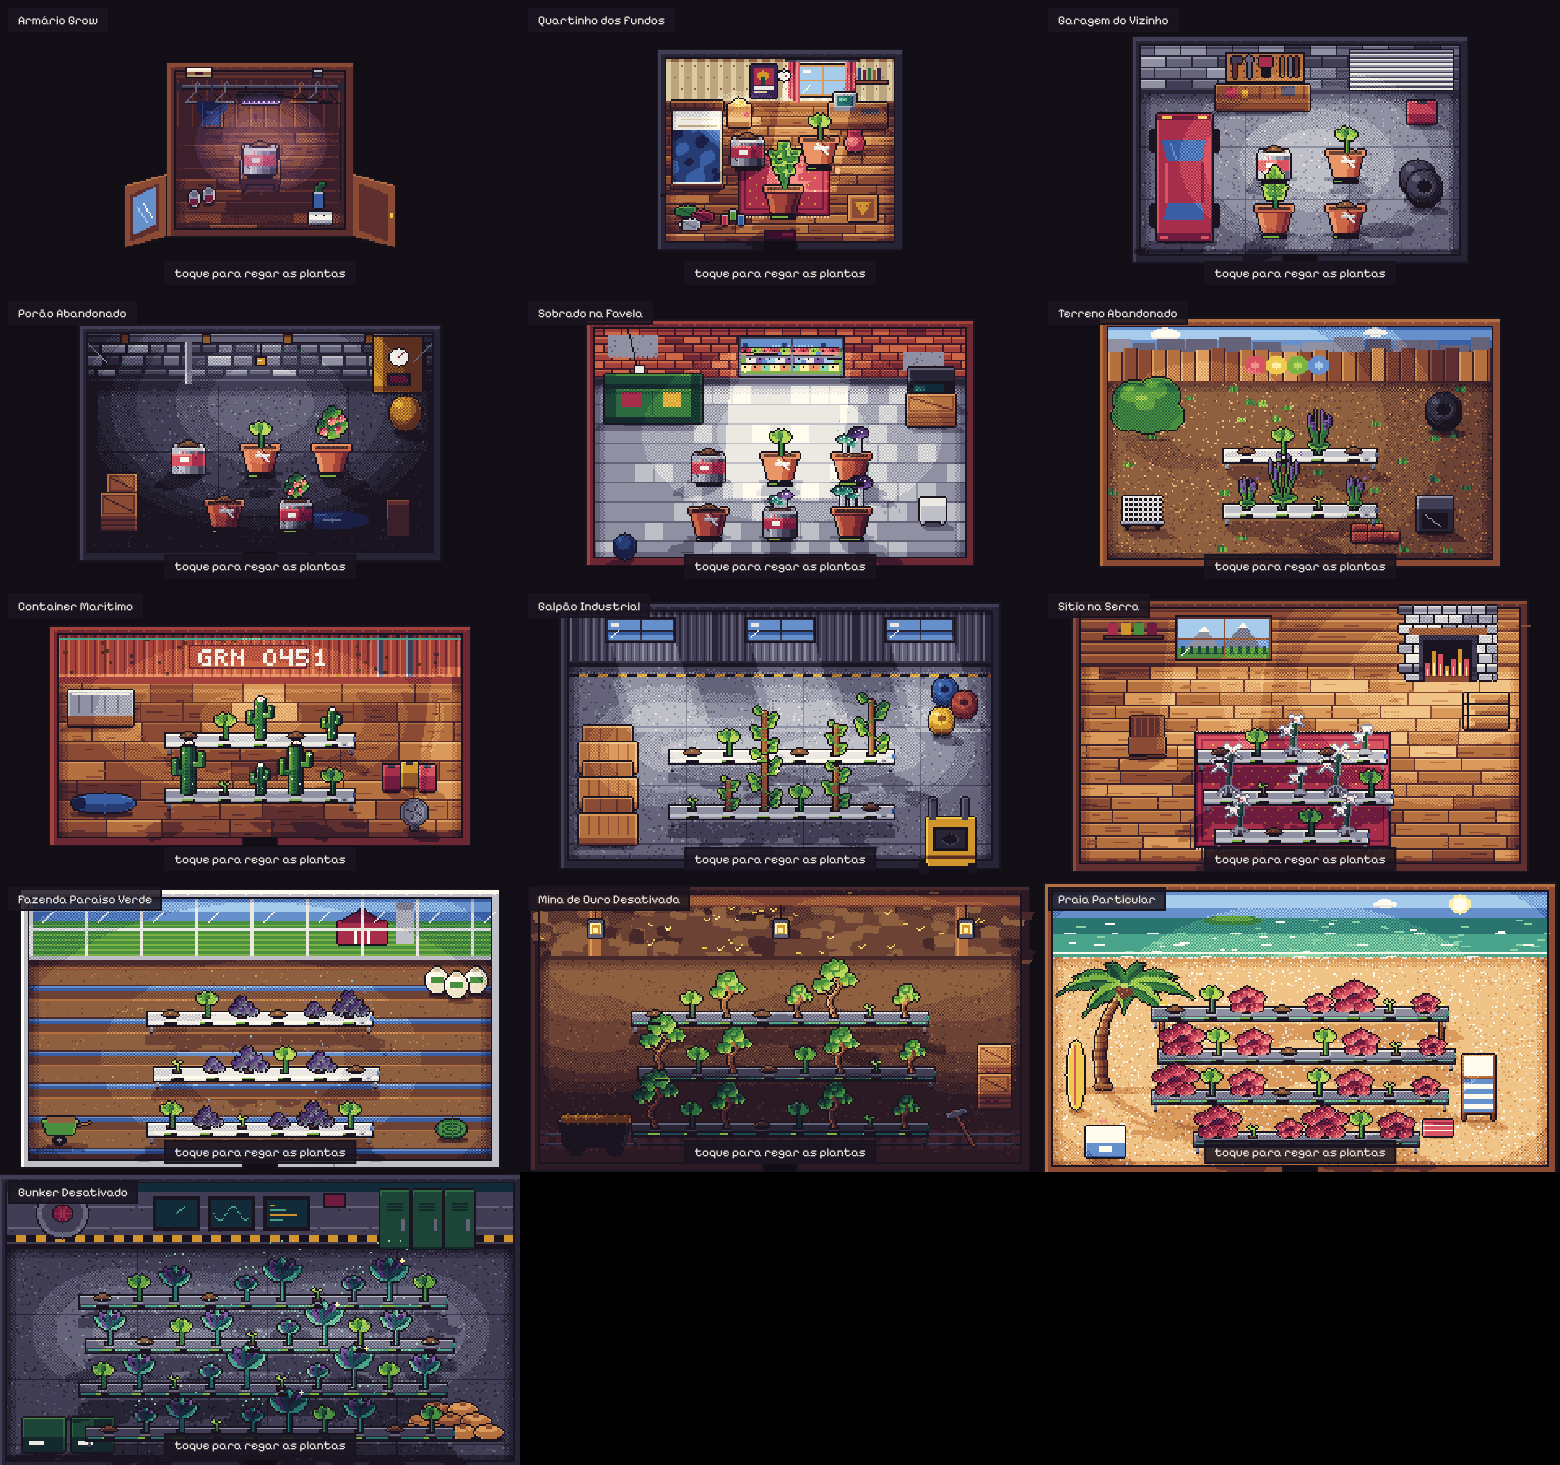 Armário Grow
Quartinho dos Fundos
Garagem do Vizinho
toque para regar as plantas
toque para regar as plantas
toque para regar as plantas
Porão Abandonado
Sobrado na Favela
Terreno Abandonado
toque para regar as plantas
toque para regar as plantas
toque para regar as plantas
Container Marítimo
Galpão Industrial
Sítio na Serra
GRN 0451
toque para regar as plantas
toque para regar as plantas
toque para regar as plantas
Fazenda Paraíso Verde
Mina de Ouro Desativada
Praia Particular
toque para regar as plantas
toque para regar as plantas
toque para regar as plantas
Bunker Desativado
toque para regar as plantas